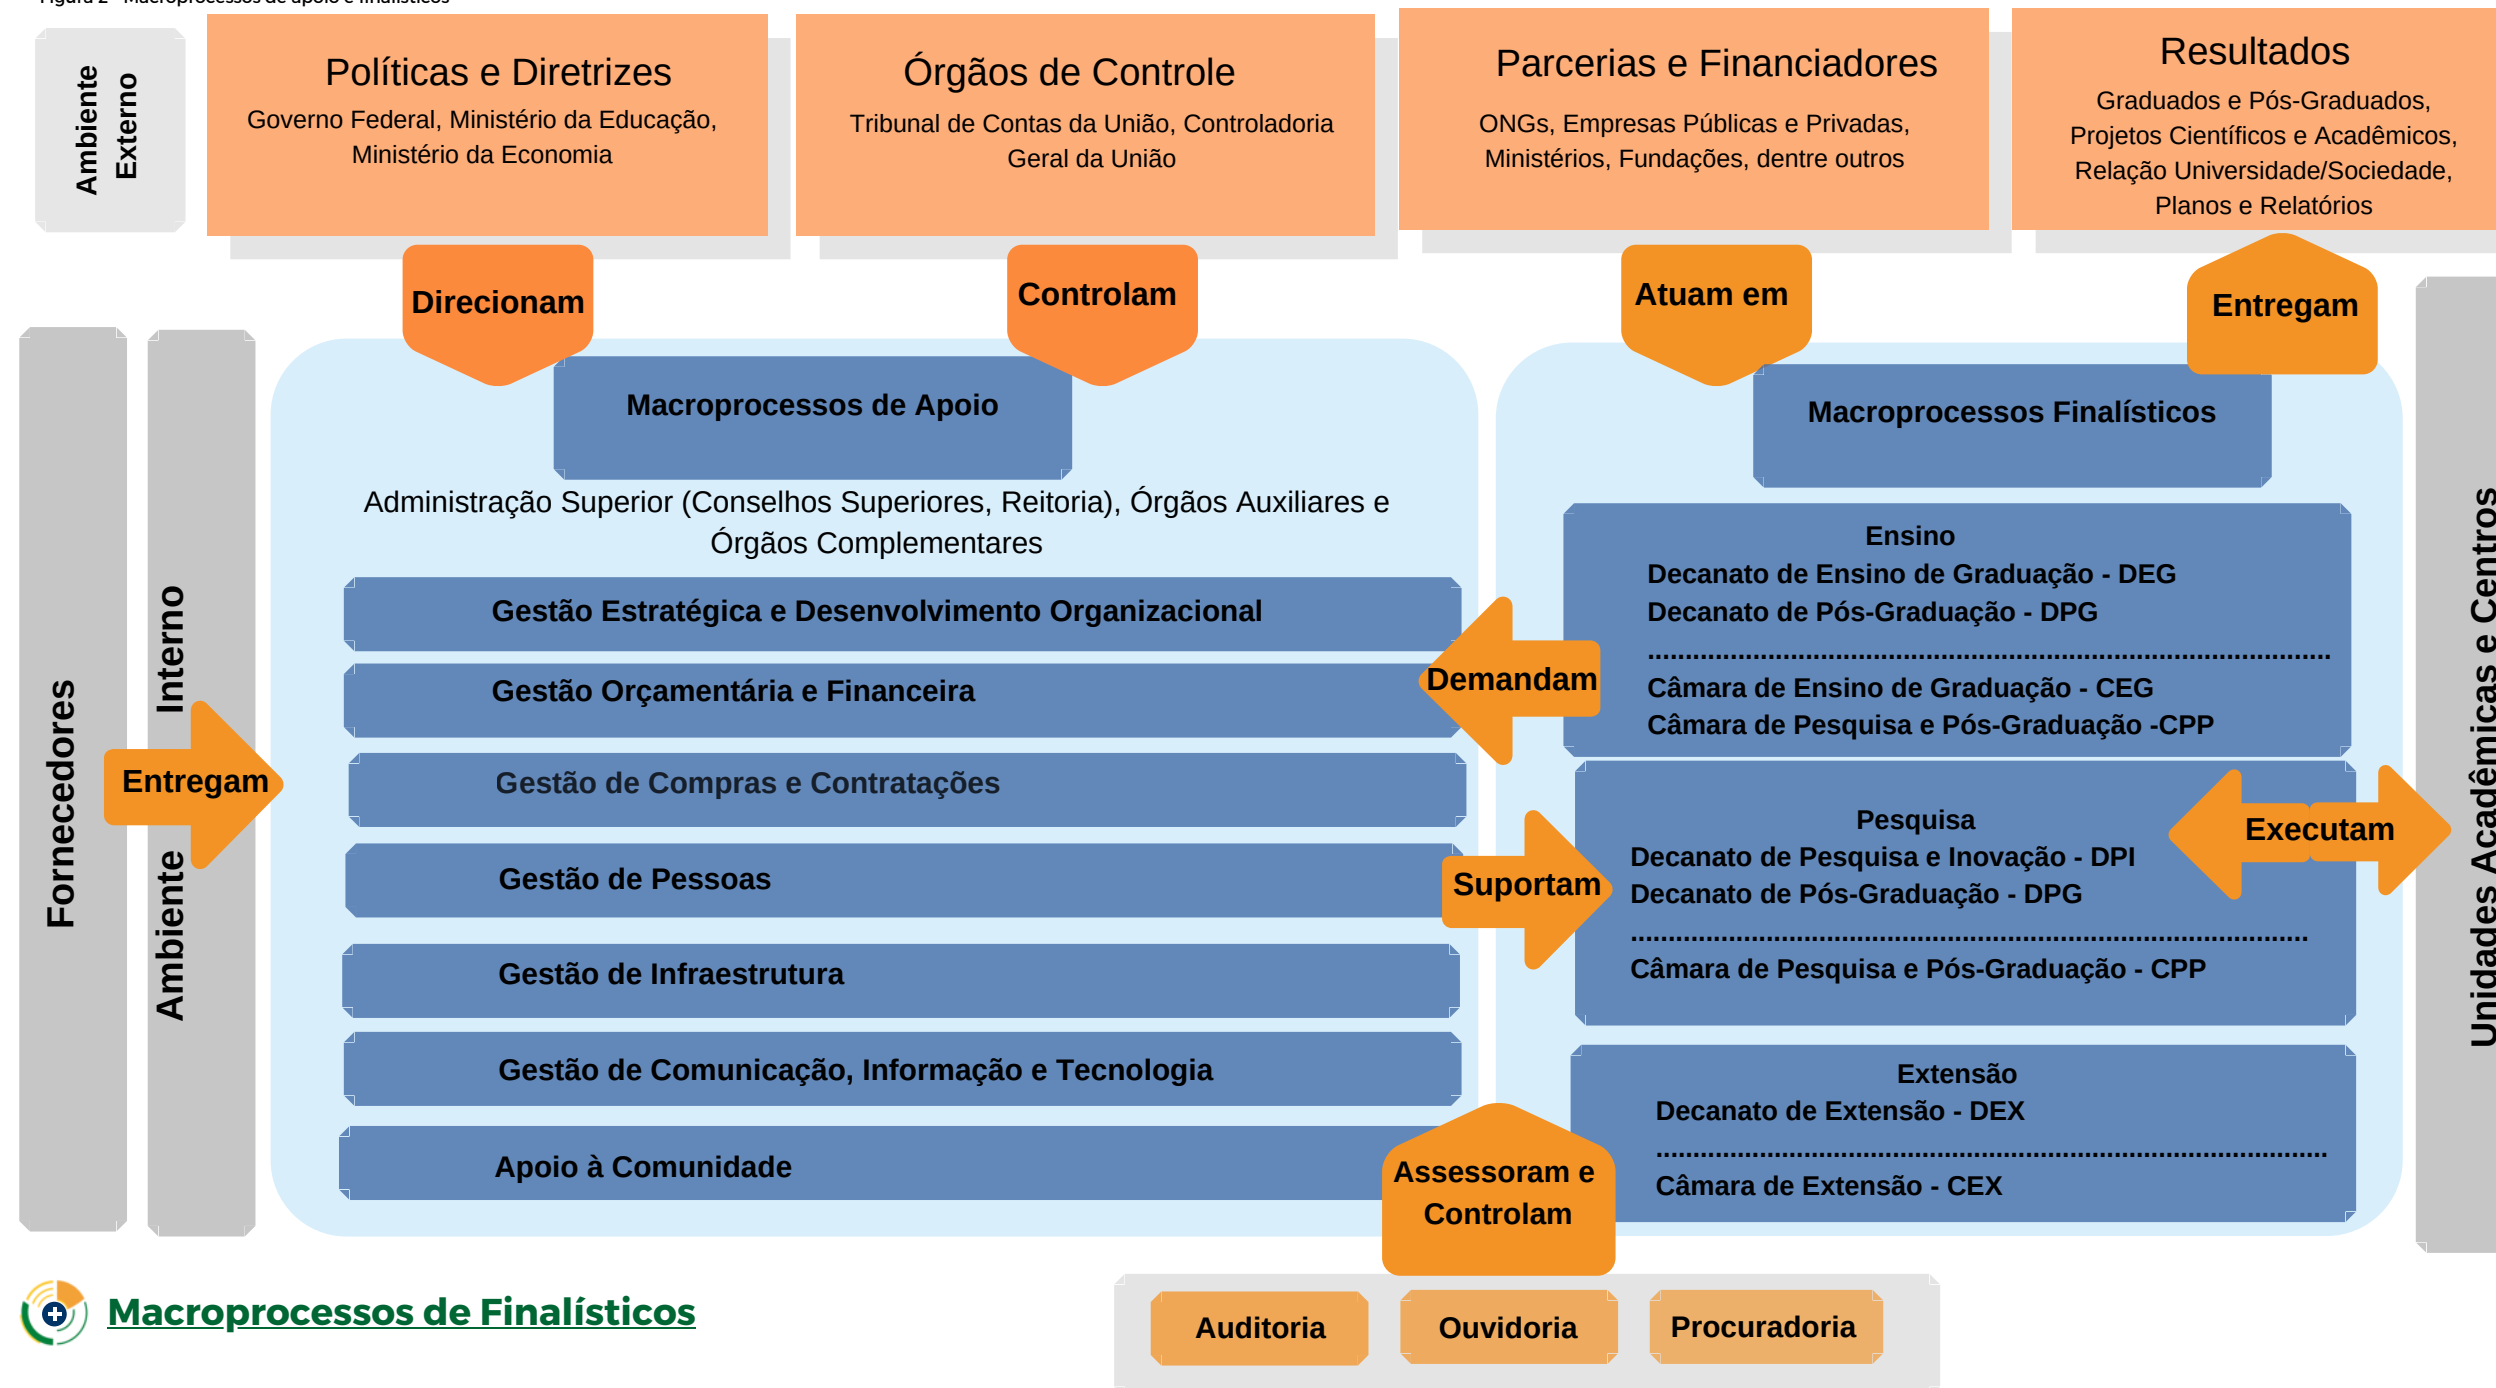 Figura 2 - Macroprocessos de apoio e finalísticos
Ambiente
Externo
Políticas e Diretrizes
Governo Federal, Ministério da Educação,
Ministério da Economia
Órgãos de Controle
Tribunal de Contas da União, Controladoria
Geral da União
Parcerias e Financiadores
ONGs, Empresas Públicas e Privadas,
Ministérios, Fundações, dentre outros
Resultados
Graduados e Pós-Graduados,
Projetos Científicos e Acadêmicos,
Relação Universidade/Sociedade,
Planos e Relatórios
Direcionam
Controlam
Atuam em
Entregam
Fornecedores
Ambiente Interno
Entregam
Macroprocessos de Apoio
Administração Superior (Conselhos Superiores, Reitoria), Órgãos Auxiliares e
Órgãos Complementares
Gestão Estratégica e Desenvolvimento Organizacional
Gestão Orçamentária e Financeira
Gestão de Compras e Contratações
Gestão de Pessoas
Gestão de Infraestrutura
Gestão de Comunicação, Informação e Tecnologia
Apoio à Comunidade
Demandam
Suportam
Assessoram e
Controlam
Macroprocessos Finalísticos
Ensino
Decanato de Ensino de Graduação - DEG
Decanato de Pós-Graduação - DPG
Câmara de Ensino de Graduação - CEG
Câmara de Pesquisa e Pós-Graduação -CPP
Pesquisa
Decanato de Pesquisa e Inovação - DPI
Decanato de Pós-Graduação - DPG
Câmara de Pesquisa e Pós-Graduação - CPP
Executam
Extensão
Decanato de Extensão - DEX
Câmara de Extensão - CEX
Unidades Acadêmicas e Centros
Macroprocessos de Finalísticos
Auditoria
Ouvidoria
Procuradoria